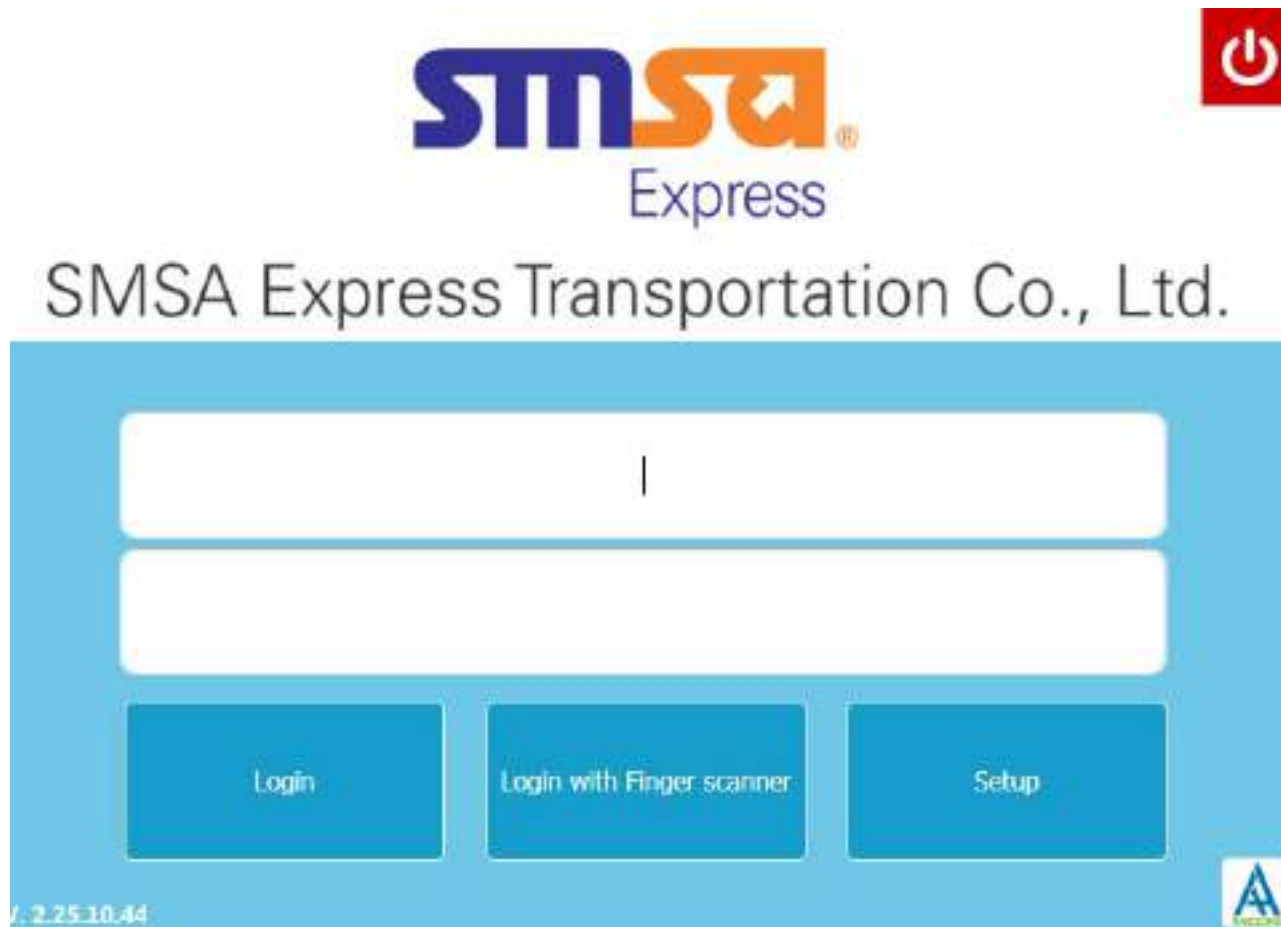 smsa®
Express
SMSA Express Transportation Co., Ltd.
Login
Login with Finger scanner
Setup
V. 2.25.10.44